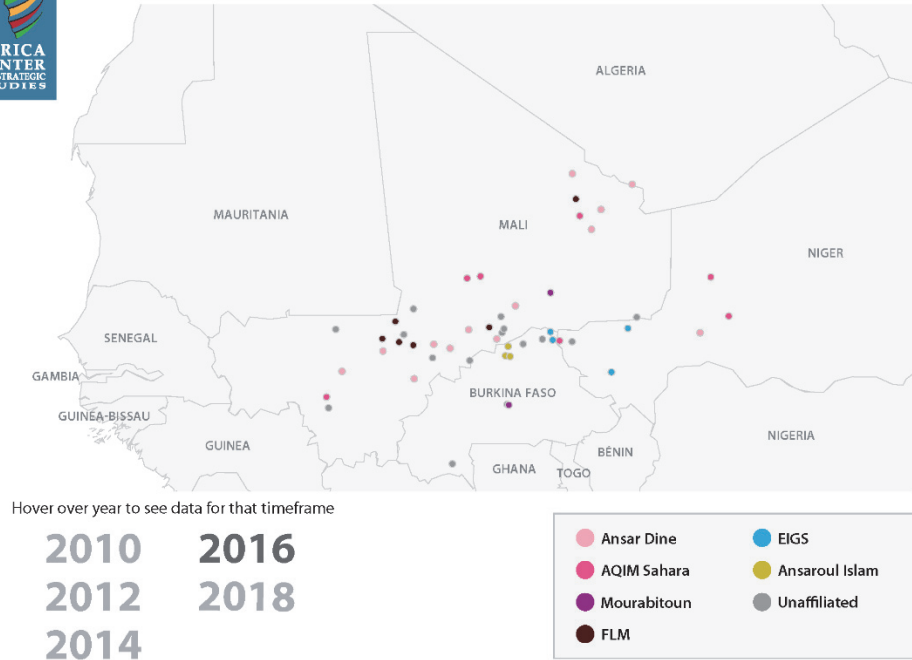 RICA
NTER
STRATEGIC
UDIES
ALGERIA
MAURITANIA
MALI
NIGER
SENEGAL
GAMBIA
BURKINA FASO
GUINEA-BISSAU
GUINEA
BÉNIN
NIGERIA
GHANA
TOGO
Hover over year to see data for that timeframe
2010 2016
2012 2018
2014
Ansar Dine EIGS
AQIM Sahara Ansaroul Islam
Mourabitoun Unaffiliated
FLM